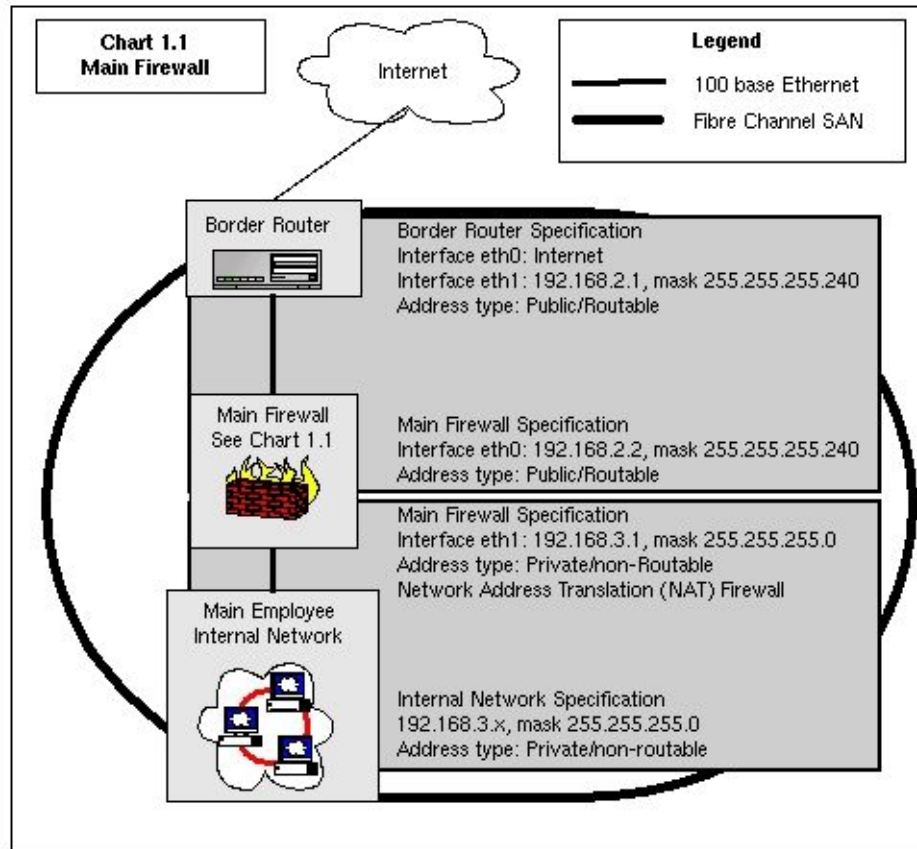 Chart 1.1
Main Firewall
Internet
Legend
100 base Ethernet
Fibre Channel SAN
Border Router
Border Router Specification
Interface eth0: Internet
Interface eth1: 192.168.2.1, mask 255.255.255.240
Address type: Public/Routable
Main Firewall
See Chart 1.1
Main Firewall Specification
Interface eth0: 192.168.2.2, mask 255.255.255.240
Address type: Public/Routable
Main Firewall Specification
Interface eth1: 192.168.3.1, mask 255.255.255.0
Address type: Private/non-Routable
Network Address Translation (NAT) Firewall
Main Employee
Internal Network
Internal Network Specification
192.168.3.x, mask 255.255.255.0
Address type: Private/non-routable